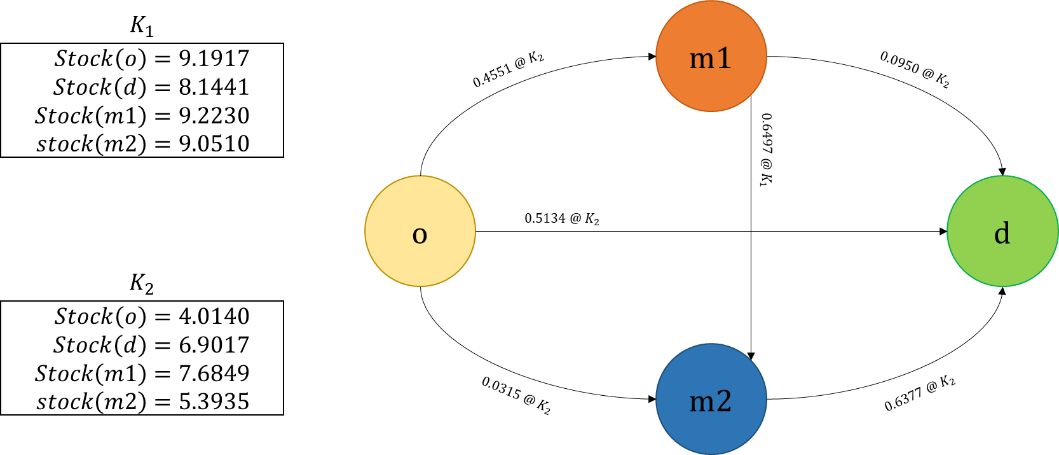 K₁
Stock(o) = 9.1917
Stock(d) = 8.1441
Stock(m1) = 9.2230
stock(m2) = 9.0510
K₂
Stock(o) = 4.0140
Stock(d) = 6.9017
Stock(m1) = 7.6849
stock(m2) = 5.3935
m1
0.4551 @ K₂
0.0950 @ K₂
0.6497 @ K₁
o
0.5134 @ K₂
d
0.0315 @ K₂
m2
0.6377 @ K₂